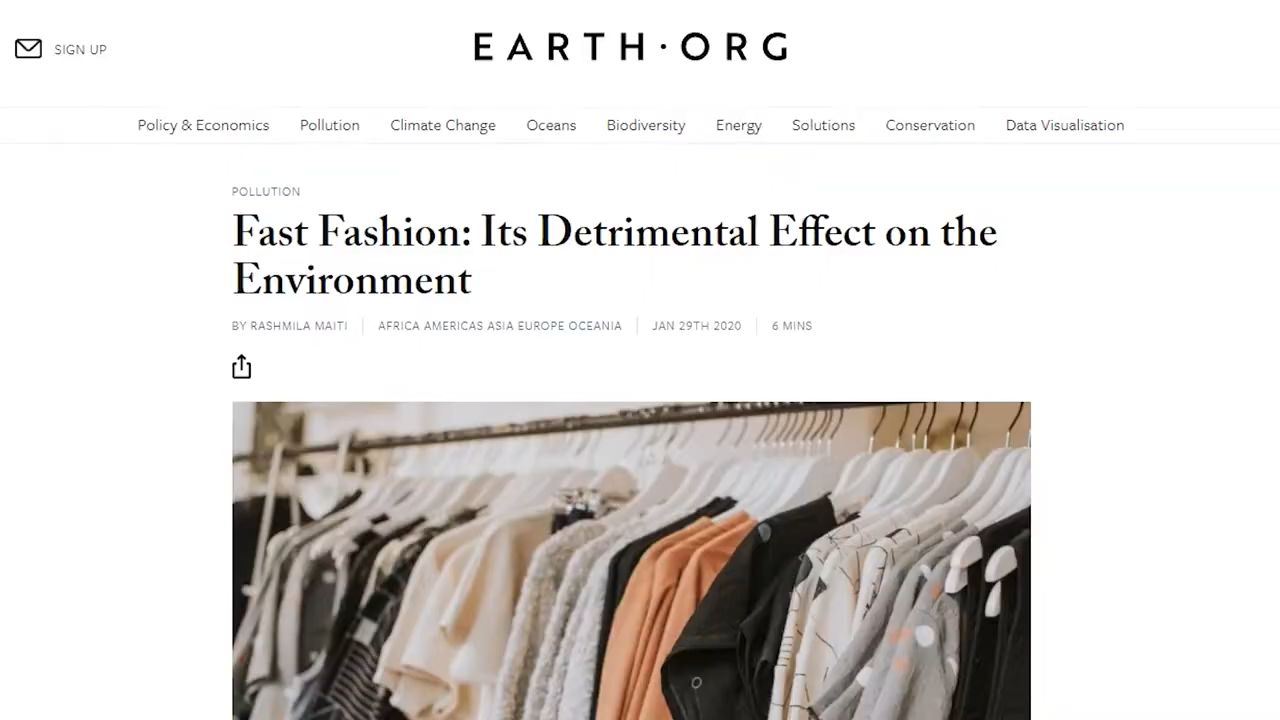 SIGN UP
EARTH·ORG
Policy & Economics Pollution Climate Change Oceans Biodiversity Energy Solutions Conservation Data Visualisation
POLLUTION
Fast Fashion: Its Detrimental Effect on the
Environment
BY RASHMILA MAITI AFRICA AMERICAS ASIA EUROPE OCEANIA JAN 29TH 2020 6 MINS